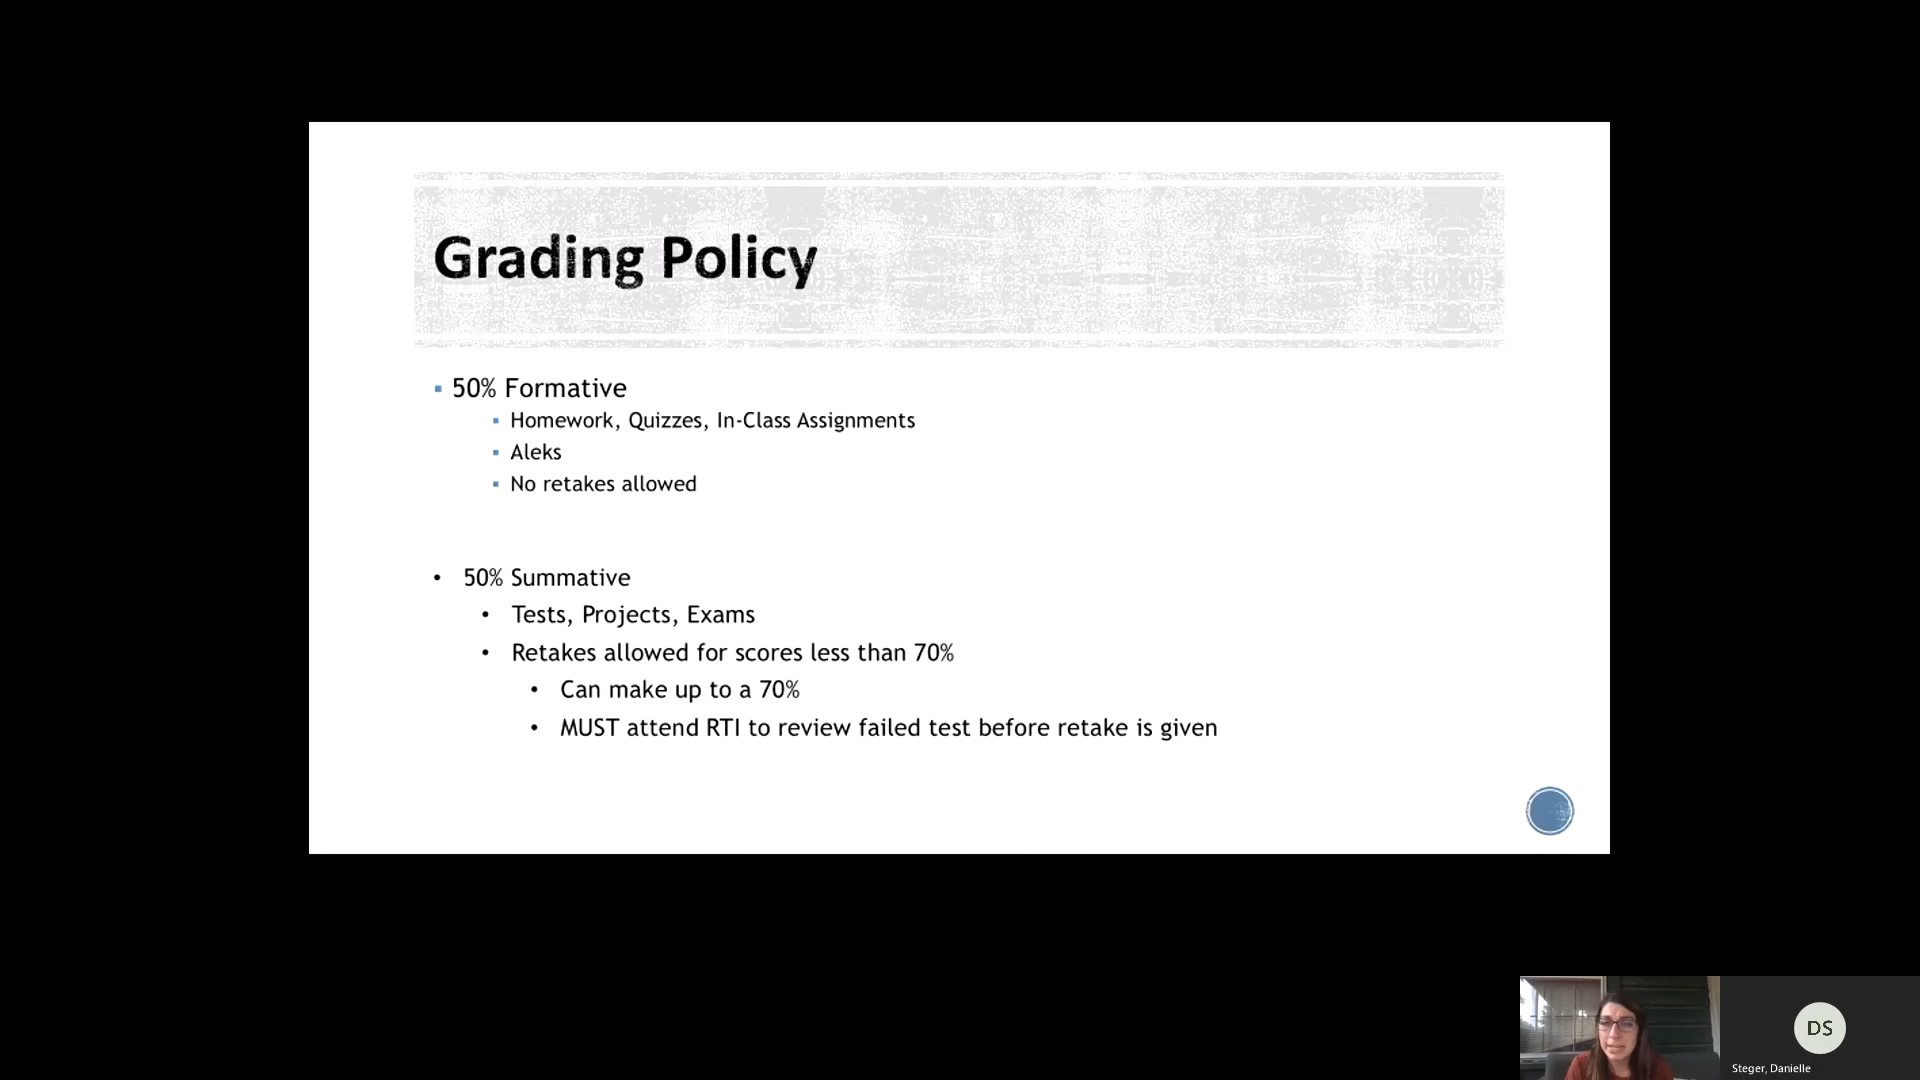 Grading Policy
50% Formative
Homework, Quizzes, In-Class Assignments
Aleks
No retakes allowed
50% Summative
Tests, Projects, Exams
Retakes allowed for scores less than 70%
Can make up to a 70%
MUST attend RTI to review failed test before retake is given
DS
Steger, Danielle